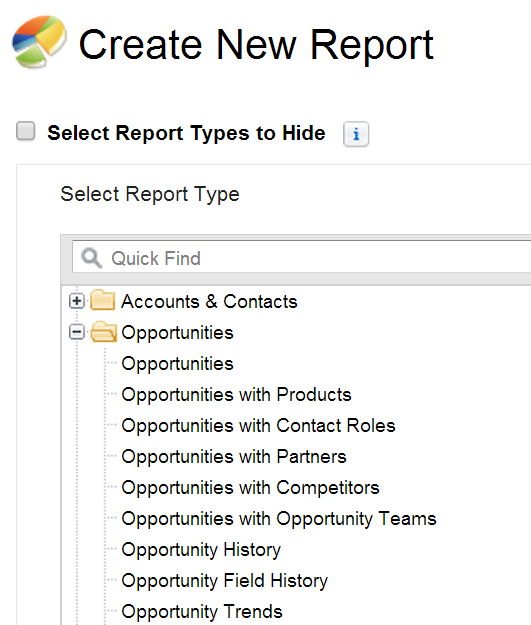 Create New Report
Select Report Types to Hide
Select Report Type
Quick Find
Accounts & Contacts
Opportunities
Opportunities
Opportunities with Products
Opportunities with Contact Roles
Opportunities with Partners
Opportunities with Competitors
Opportunities with Opportunity Teams
Opportunity History
Opportunity Field History
Opportunity Trends